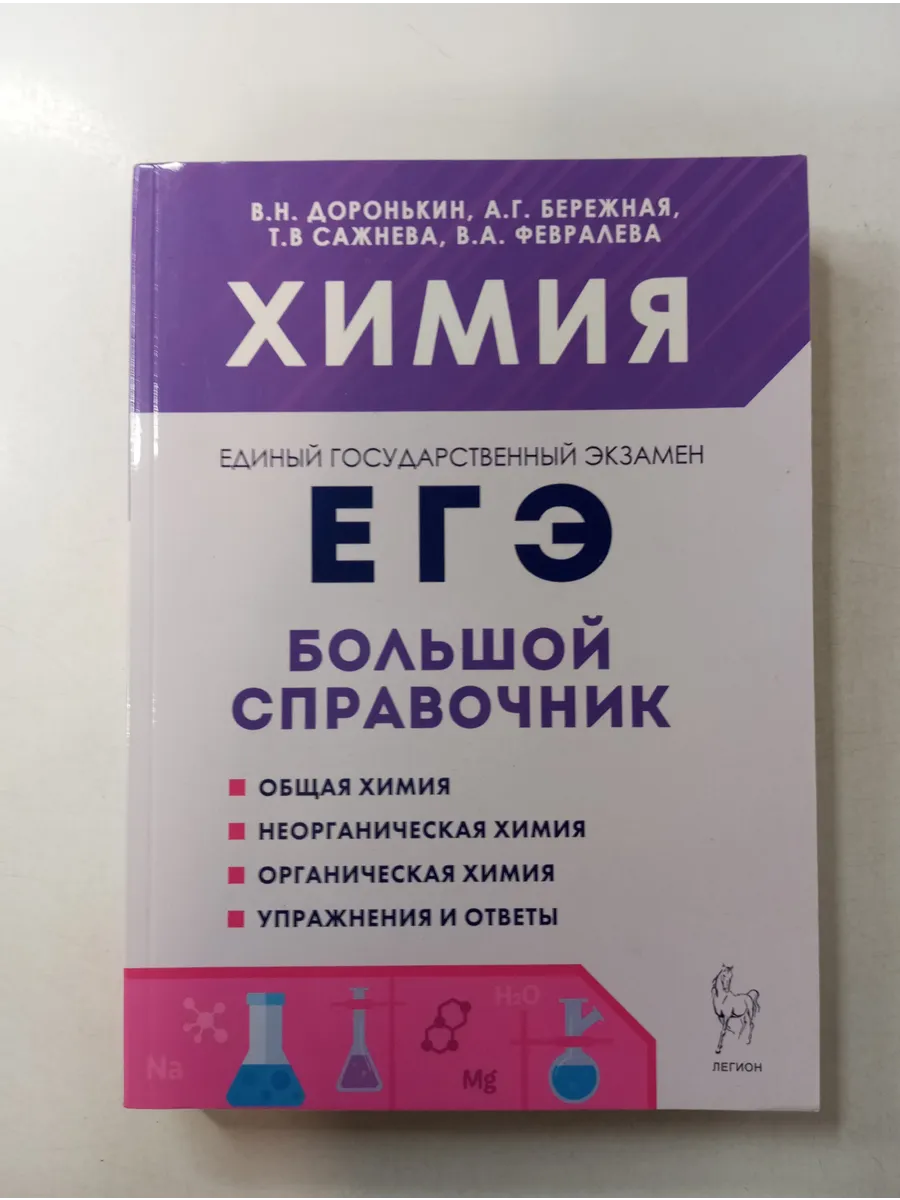 В.Н. ДОРОНЬКИН, А.Г. БЕРЕЖНАЯ,
Т.В САЖНЕВА, В.А. ФЕВРАЛЕВА
ХИМИЯ
ЕДИНЫЙ ГОСУДАРСТВЕННЫЙ ЭКЗАМЕН
ЕГЭ
БОЛЬШОЙ
СПРАВОЧНИК
ОБЩАЯ ХИМИЯ
НЕОРГАНИЧЕСКАЯ ХИМИЯ
ОРГАНИЧЕСКАЯ ХИМИЯ
УПРАЖНЕНИЯ И ОТВЕТЫ
H₂O
Na
Mg
ЛЕГИОН